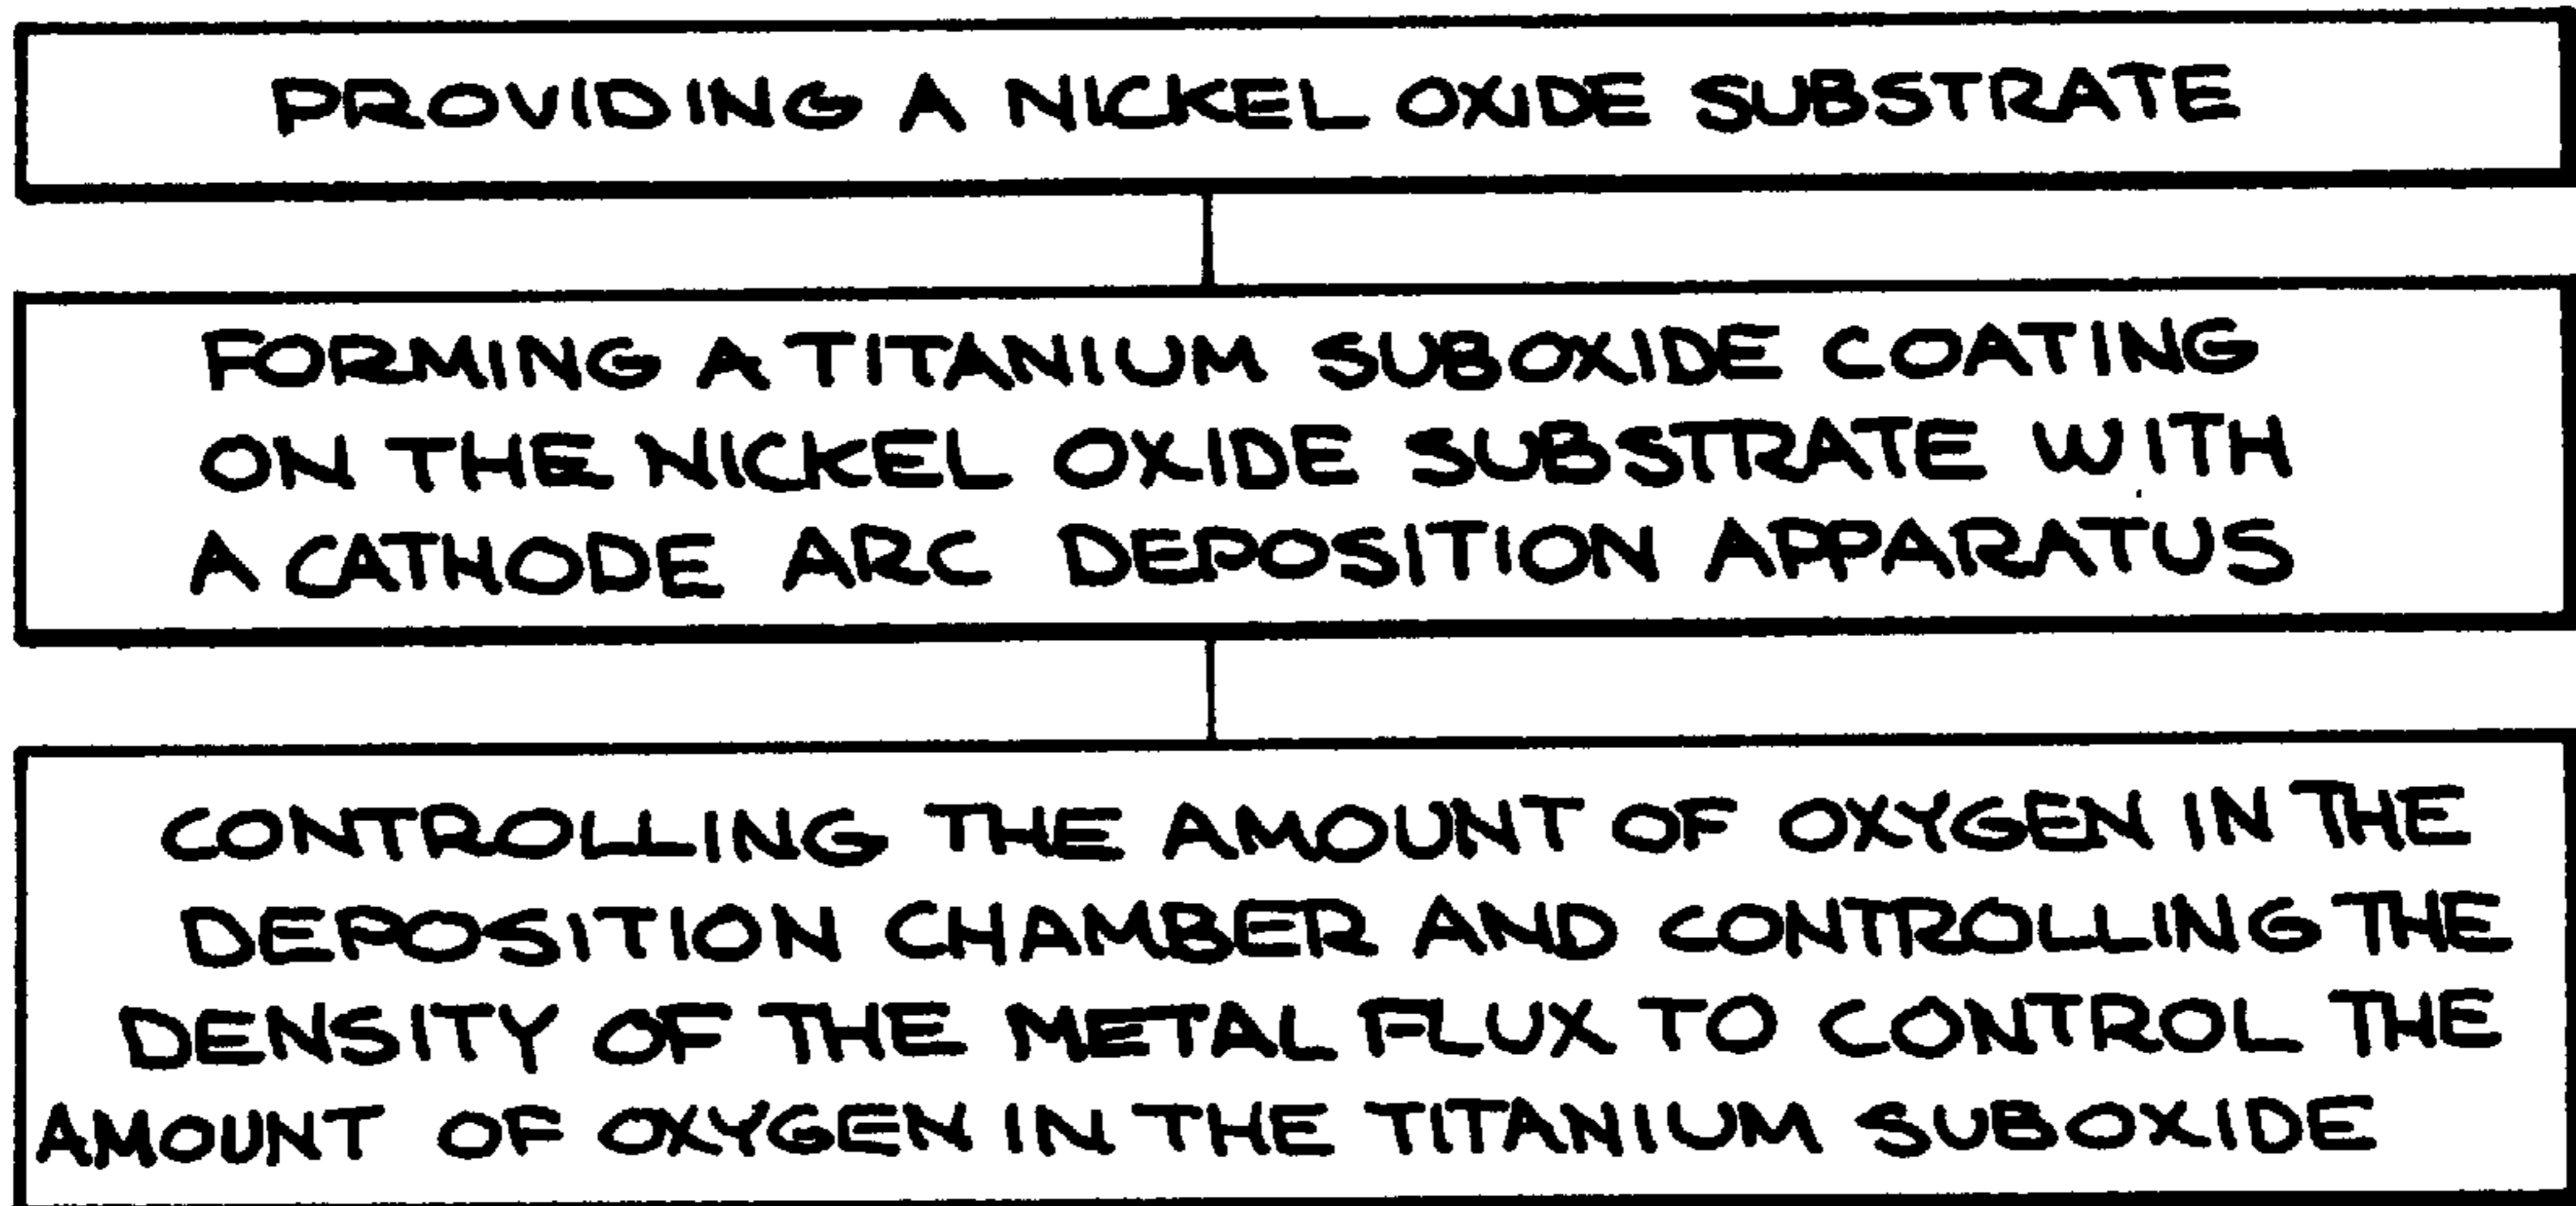 PROVIDING A NICKEL OXIDE SUBSTRATE
FORMING A TITANIUM SUBOXIDE COATING
ON THE NICKEL OXIDE SUBSTRATE WITH
A CATHODE ARC DEPOSITION APPARATUS
CONTROLLING THE AMOUNT OF OXYGEN IN THE
DEPOSITION CHAMBER AND CONTROLLING THE
DENSITY OF THE METAL FLUX TO CONTROL THE
AMOUNT OF OXYGEN IN THE TITANIUM SUBOXIDE